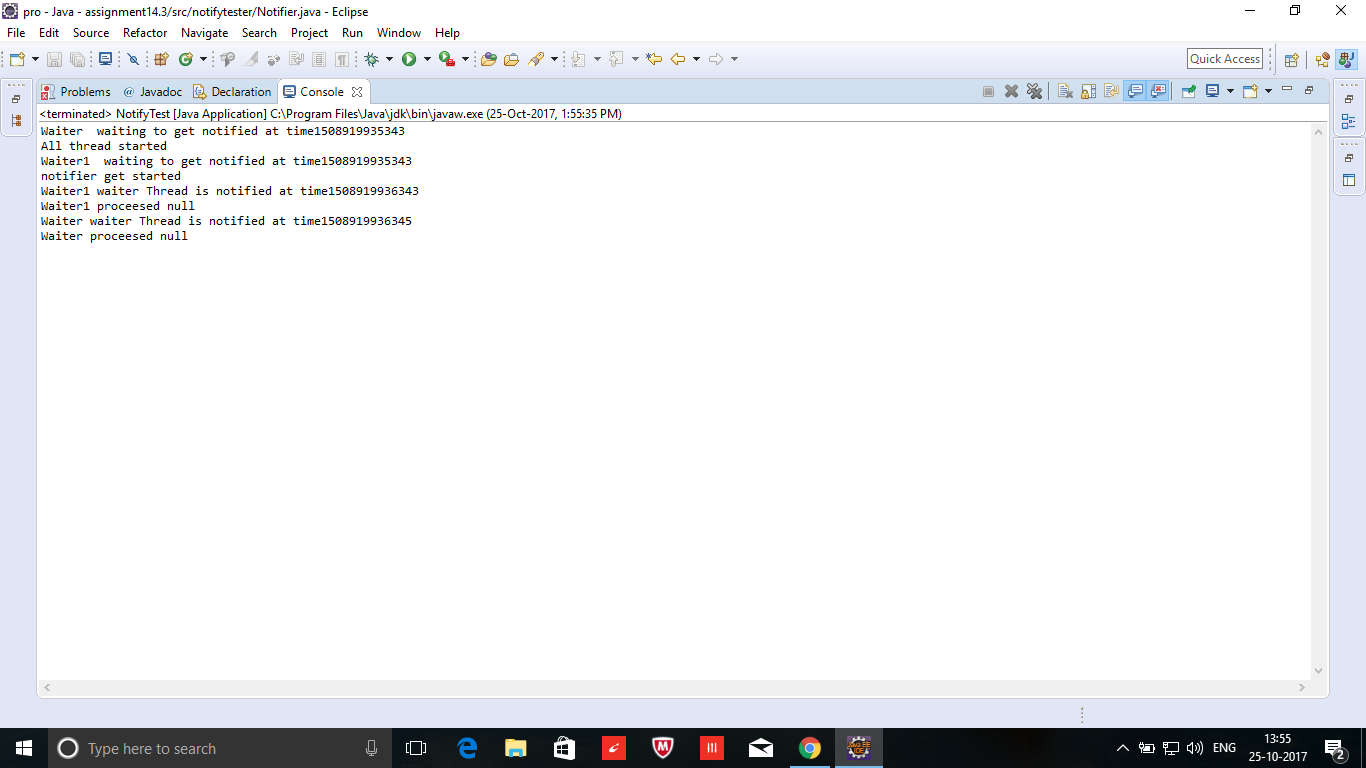 pro - Java - assignment14.3/src/notifytester/Notifier.java - Eclipse
File Edit Source Refactor Navigate Search Project Run Window Help
Quick Access
Problems @ Javadoc Declaration Console
<terminated> NotifyTest [Java Application] C:\Program Files\Java\jdk\bin\javaw.exe (25-Oct-2017, 1:55:35 PM)
Waiter  waiting to get notified at time1508919935343
All thread started
Waiter1  waiting to get notified at time1508919935343
notifier get started
Waiter1 waiter Thread is notified at time1508919936343
Waiter1 proceesed null
Waiter waiter Thread is notified at time1508919936345
Waiter proceesed null
Type here to search
ENG
13:55
25-10-2017
2